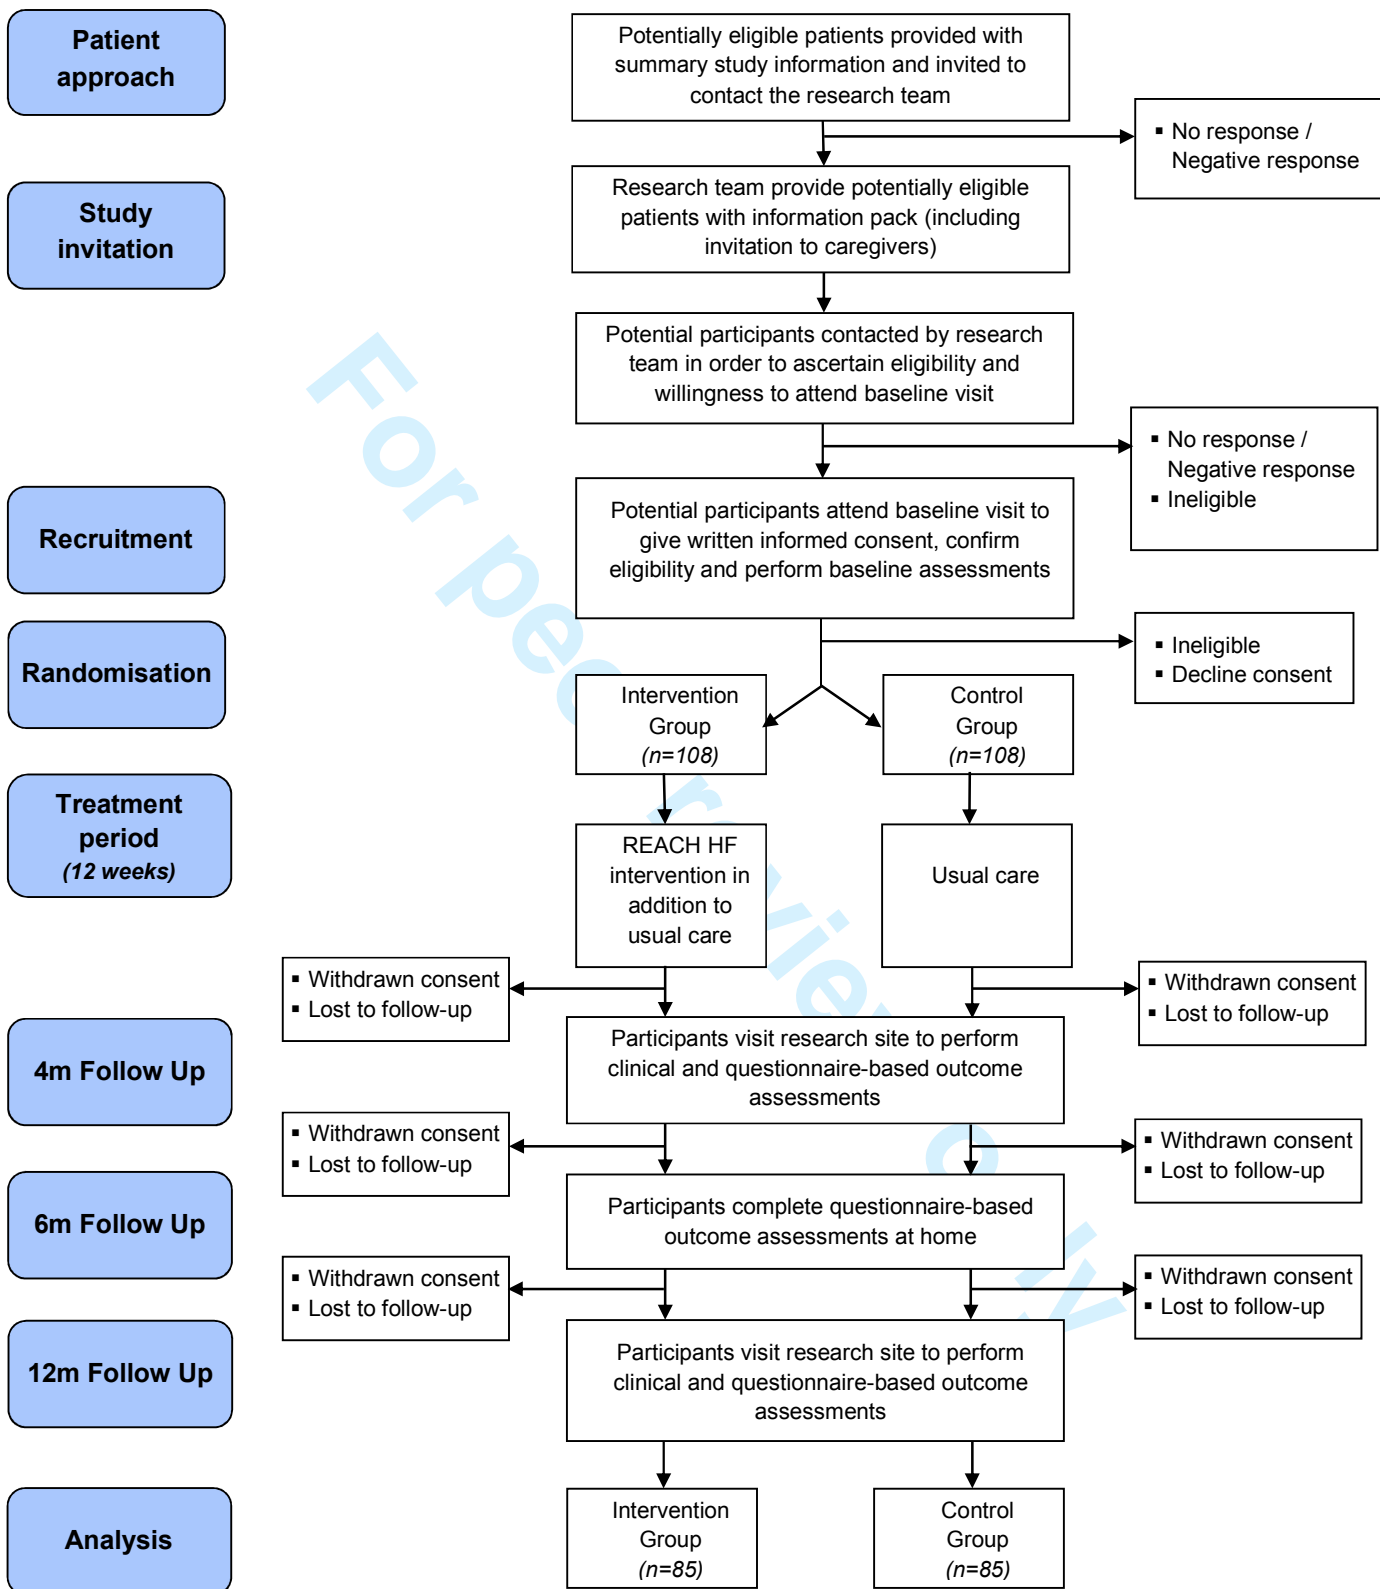 Patient
approach
Potentially eligible patients provided with
summary study information and invited to
contact the research team
▪ No response /
Negative response
Study
invitation
Research team provide potentially eligible
patients with information pack (including
invitation to caregivers)
Potential participants contacted by research
team in order to ascertain eligibility and
willingness to attend baseline visit
▪ No response /
Negative response
▪ Ineligible
Recruitment
Potential participants attend baseline visit to
give written informed consent, confirm
eligibility and perform baseline assessments
Randomisation
▪ Ineligible
▪ Decline consent
Intervention
Group
(n=108)
Control
Group
(n=108)
Treatment
period
(12 weeks)
REACH HF
intervention in
addition to
usual care
Usual care
▪ Withdrawn consent
▪ Lost to follow-up
▪ Withdrawn consent
▪ Lost to follow-up
4m Follow Up
Participants visit research site to perform
clinical and questionnaire-based outcome
assessments
▪ Withdrawn consent
▪ Lost to follow-up
▪ Withdrawn consent
▪ Lost to follow-up
6m Follow Up
Participants complete questionnaire-based
outcome assessments at home
▪ Withdrawn consent
▪ Lost to follow-up
▪ Withdrawn consent
▪ Lost to follow-up
12m Follow Up
Participants visit research site to perform
clinical and questionnaire-based outcome
assessments
Analysis
Intervention
Group
(n=85)
Control
Group
(n=85)
For peer review only